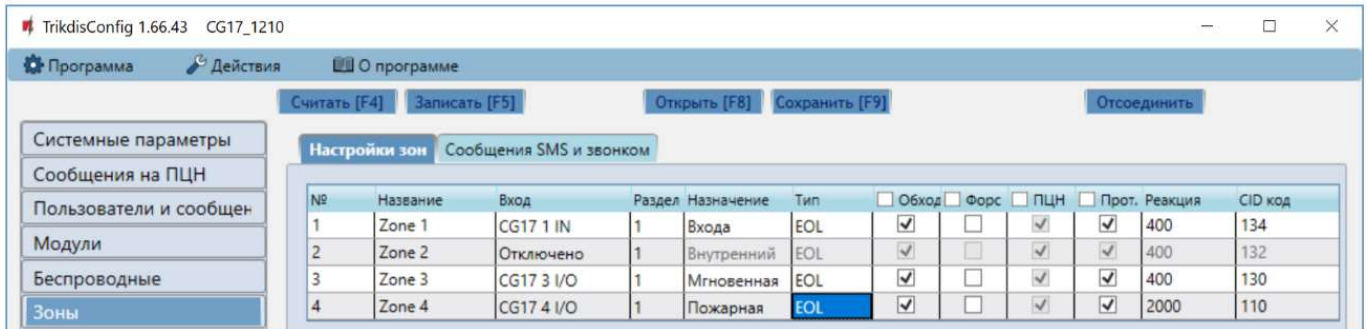 TrikdisConfig 1.66.43 CG17_1210
Программа Действия О программе
Считать [F4] Записать [F5] Открыть [F8] Сохранить [F9] Отсоединить
Системные параметры
Сообщения на ПЦН
Пользователи и сообщен
Модули
Беспроводные
Зоны
Настройки зон Сообщения SMS и звонком
№ Название Вход Раздел Назначение Тип Обход Форс ПЦН Прот. Реакция CID код
1 Zone 1 CG17 1 IN 1 Входа EOL 400 134
2 Zone 2 Отключено 1 Внутренний EOL 400 132
3 Zone 3 CG17 3 I/O 1 Мгновенная EOL 400 130
4 Zone 4 CG17 4 I/O 1 Пожарная EOL 2000 110